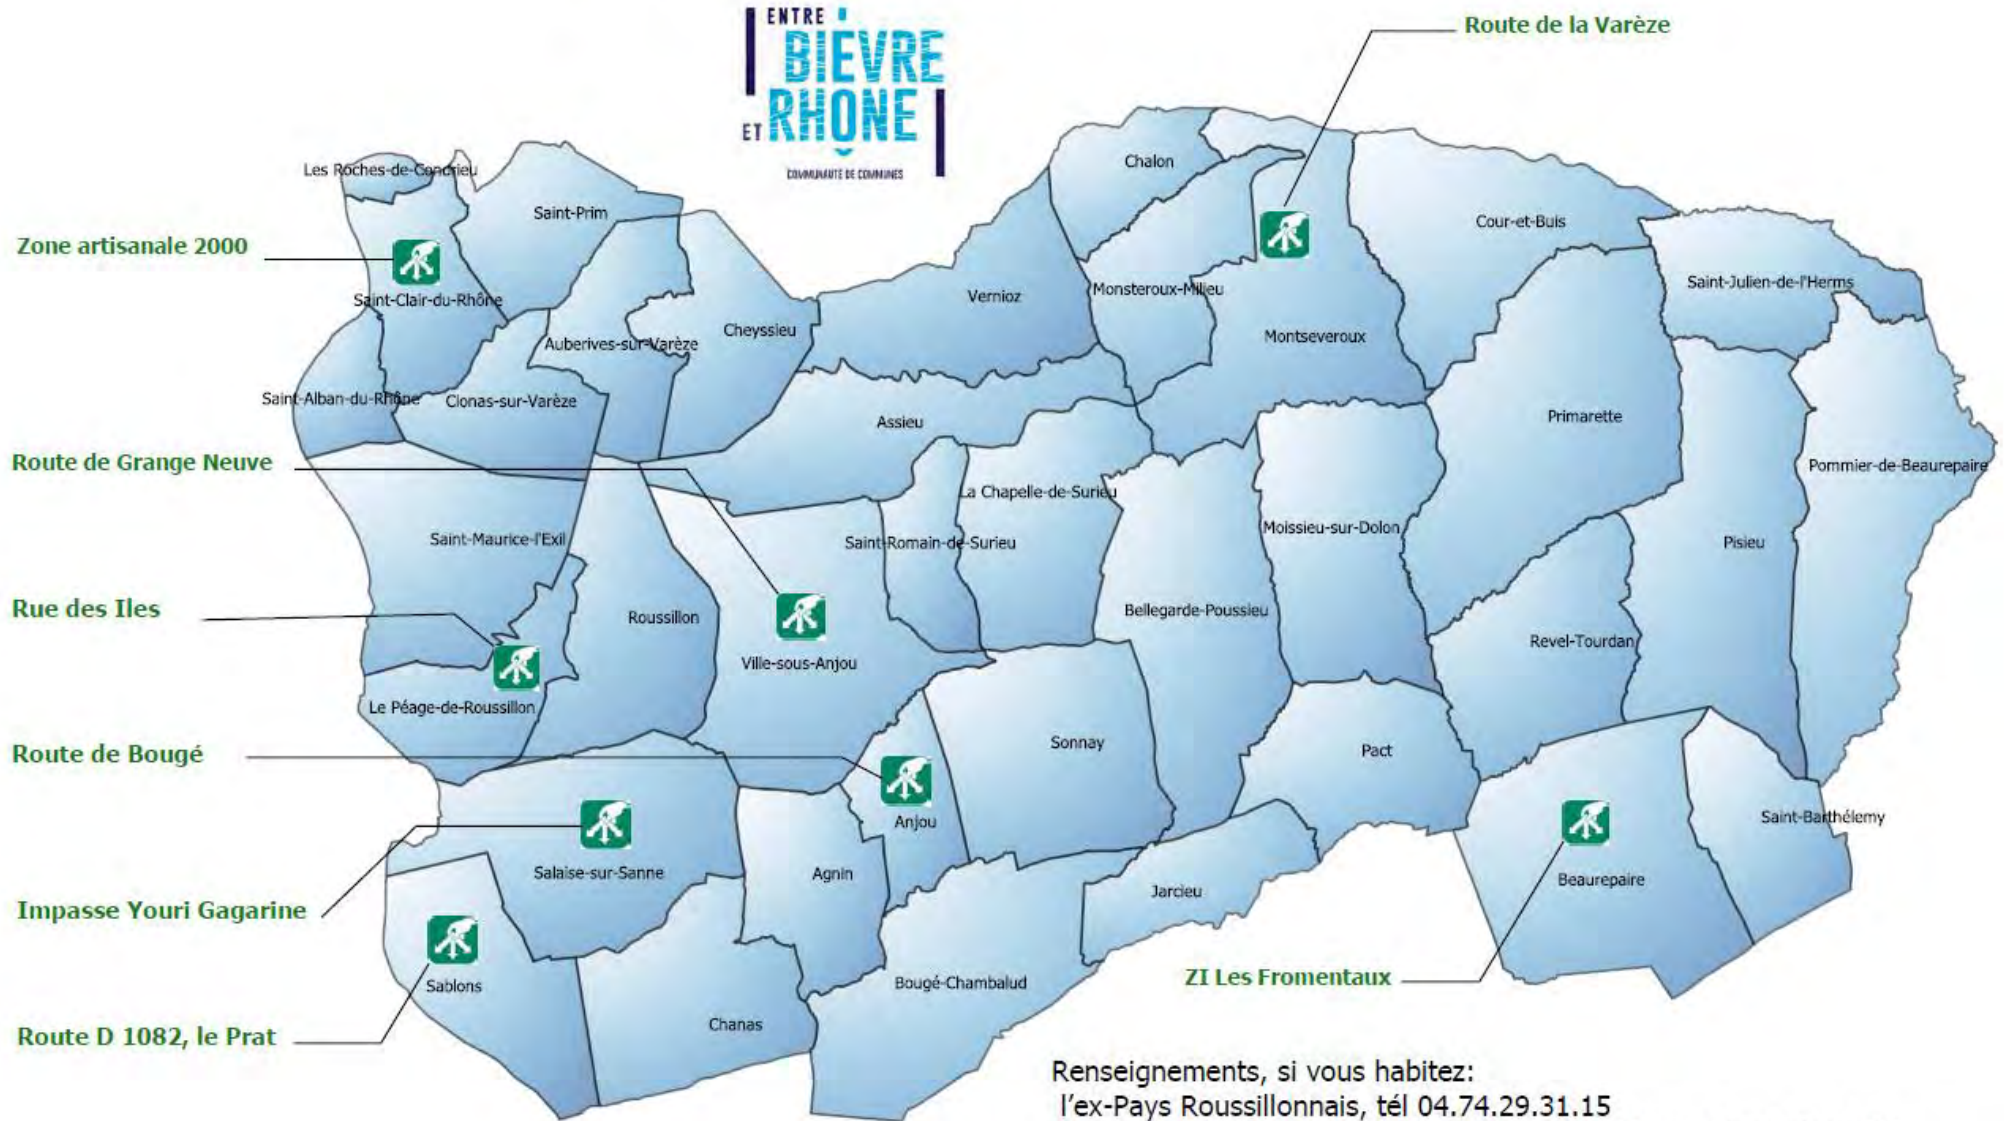 ENTRE
BIÈVRE
ET RHÔNE
COMMUNAUTÉ DE COMMUNES
Route de la Varèze
Chalon
Les Roches-de-Condrieu
Saint-Prim
Cour-et-Buis
Zone artisanale 2000
Saint-Julien-de-l'Herms
Monsteroux-Milieu
Vernioz
Saint-Clair-du-Rhône
Cheyssieu
Montseveroux
Auberives-sur-Varèze
Saint-Alban-du-Rhône
Clonas-sur-Varèze
Primarette
Assieu
Route de Grange Neuve
Pommier-de-Beaurepaire
La Chapelle-de-Surieu
Moissieu-sur-Dolon
Saint-Maurice-l'Exil
Saint-Romain-de-Surieu
Pisieu
Rue des Iles
Bellegarde-Poussieu
Roussillon
Revel-Tourdan
Ville-sous-Anjou
Le Péage-de-Roussillon
Sonnay
Pact
Route de Bougé
Anjou
Saint-Barthélemy
Salaise-sur-Sanne
Agnin
Beaurepaire
Jarcieu
Impasse Youri Gagarine
ZI Les Fromentaux
Sablons
Bougé-Chambalud
Chanas
Route D 1082, le Prat
Renseignements, si vous habitez:
l'ex-Pays Roussillonnais, tél 04.74.29.31.15